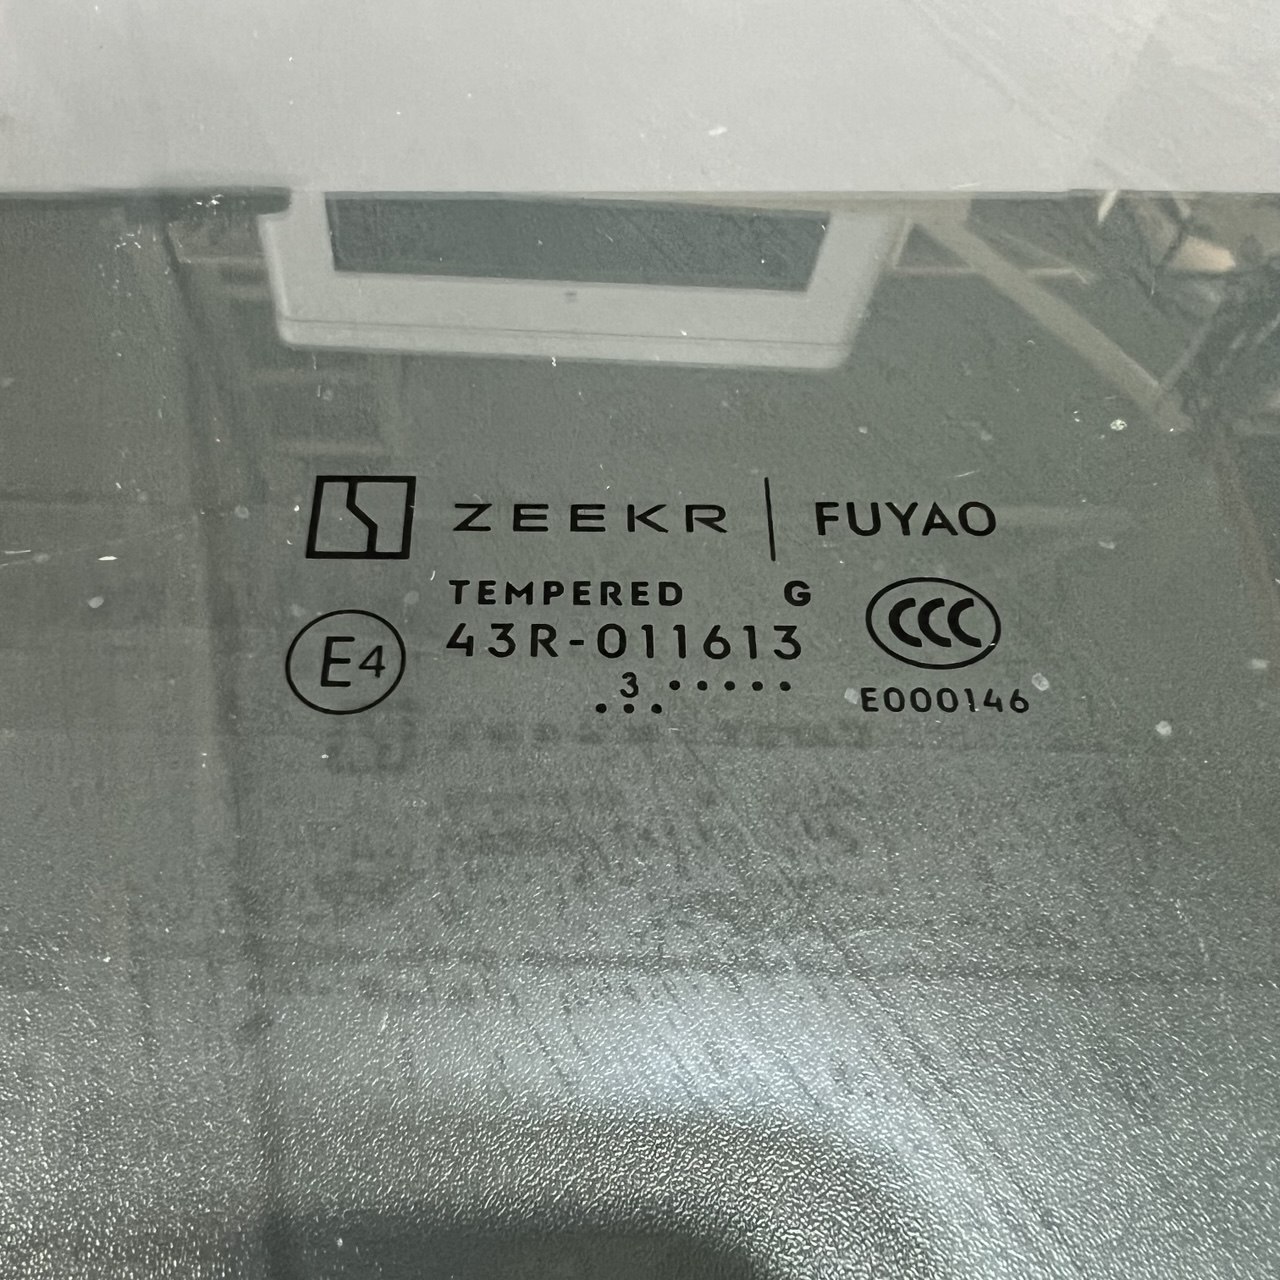 ZEEKR | FUYAO
TEMPERED G
43R-011613
E4
CCC
3 .....
...
E000146